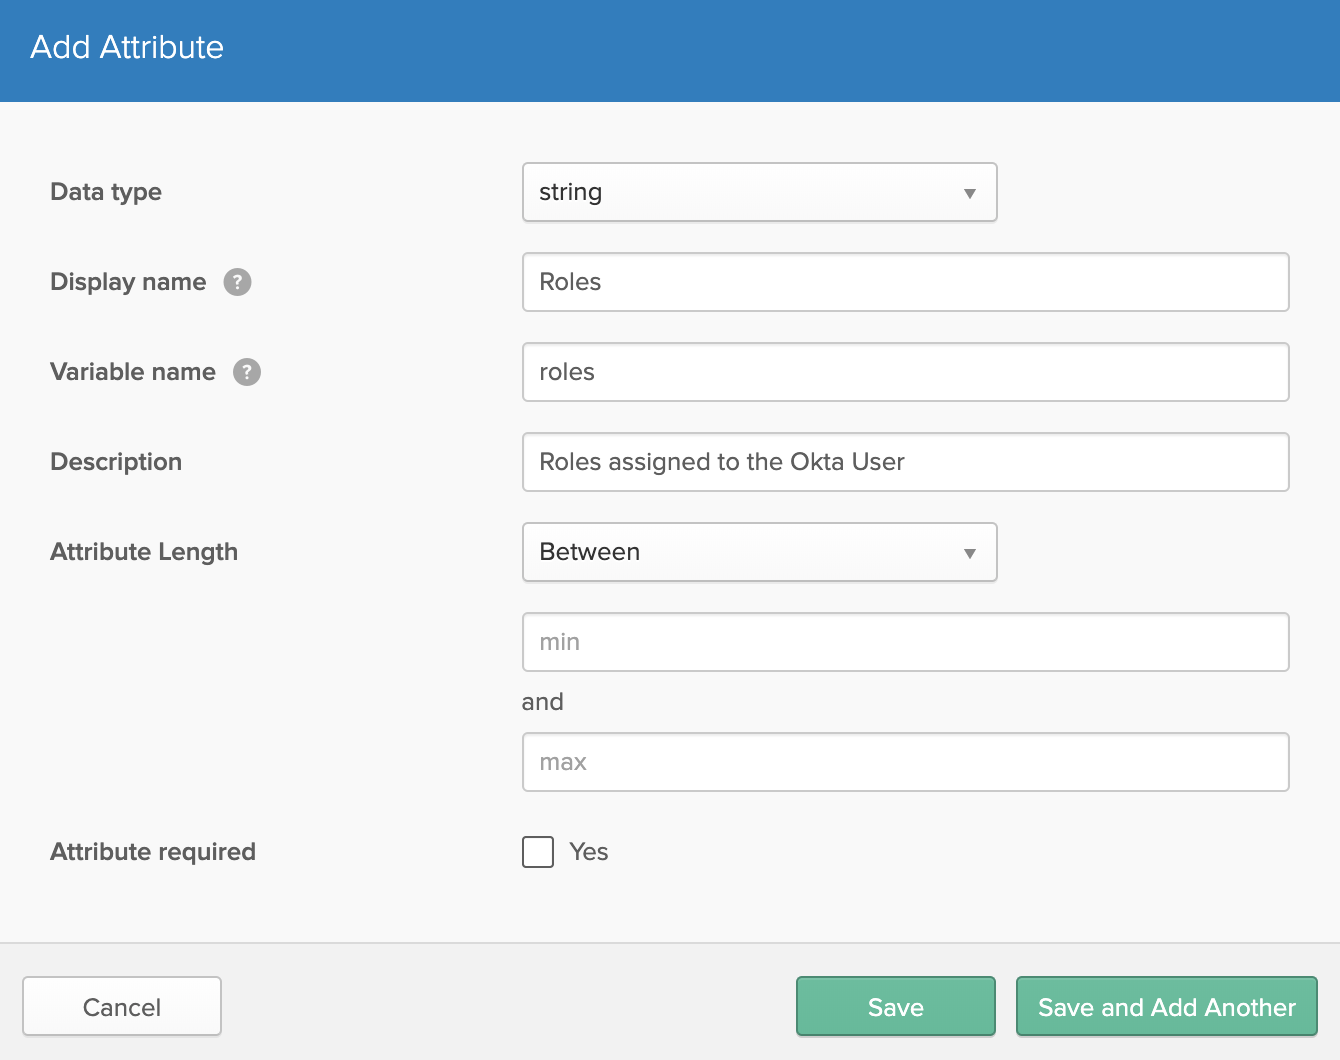 Add Attribute
Data type
string
Display name ?
Roles
Variable name ?
roles
Description
Roles assigned to the Okta User
Attribute Length
Between
min
and
max
Attribute required
Yes
Cancel
Save
Save and Add Another